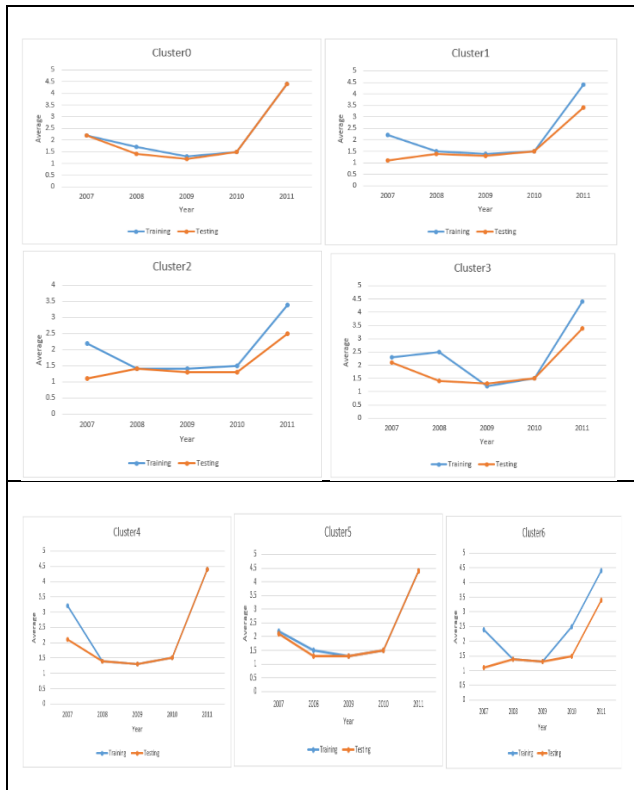 Cluster0
5
4.5
4
3.5
3
2.5
2
1.5
1
0.5
0
Average
2007 2008 2009 2010 2011
Year
Training Testing
Cluster1
5
4.5
4
3.5
3
2.5
2
1.5
1
0.5
0
Average
2007 2008 2009 2010 2011
Year
Training Testing
Cluster2
4
3.5
3
2.5
2
1.5
1
0.5
0
Average
2007 2008 2009 2010 2011
Year
Training Testing
Cluster3
5
4.5
4
3.5
3
2.5
2
1.5
1
0.5
0
Average
2007 2008 2009 2010 2011
Year
Training Testing
Cluster4
5
4.5
4
3.5
3
2.5
2
1.5
1
0.5
0
Average
2007 2008 2009 2010 2011
Year
Training Testing
Cluster5
5
4.5
4
3.5
3
2.5
2
1.5
1
0.5
0
Average
2007 2008 2009 2010 2011
Year
Training Testing
Cluster6
5
4.5
4
3.5
3
2.5
2
1.5
1
0.5
0
Average
2007 2008 2009 2010 2011
Year
Training Testing